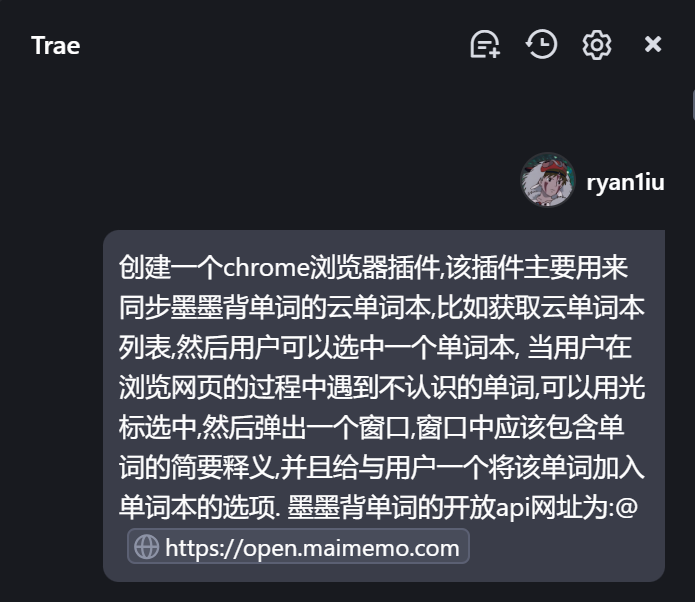 Trae
ryan1iu
创建一个chrome浏览器插件,该插件主要用来
同步墨墨背单词的云单词本,比如获取云单词本
列表,然后用户可以选中一个单词本, 当用户在
浏览网页的过程中遇到不认识的单词,可以用光
标选中,然后弹出一个窗口,窗口中应该包含单
词的简要释义,并且给与用户一个将该单词加入
单词本的选项. 墨墨背单词的开放api网址为:@
https://open.maimemo.com